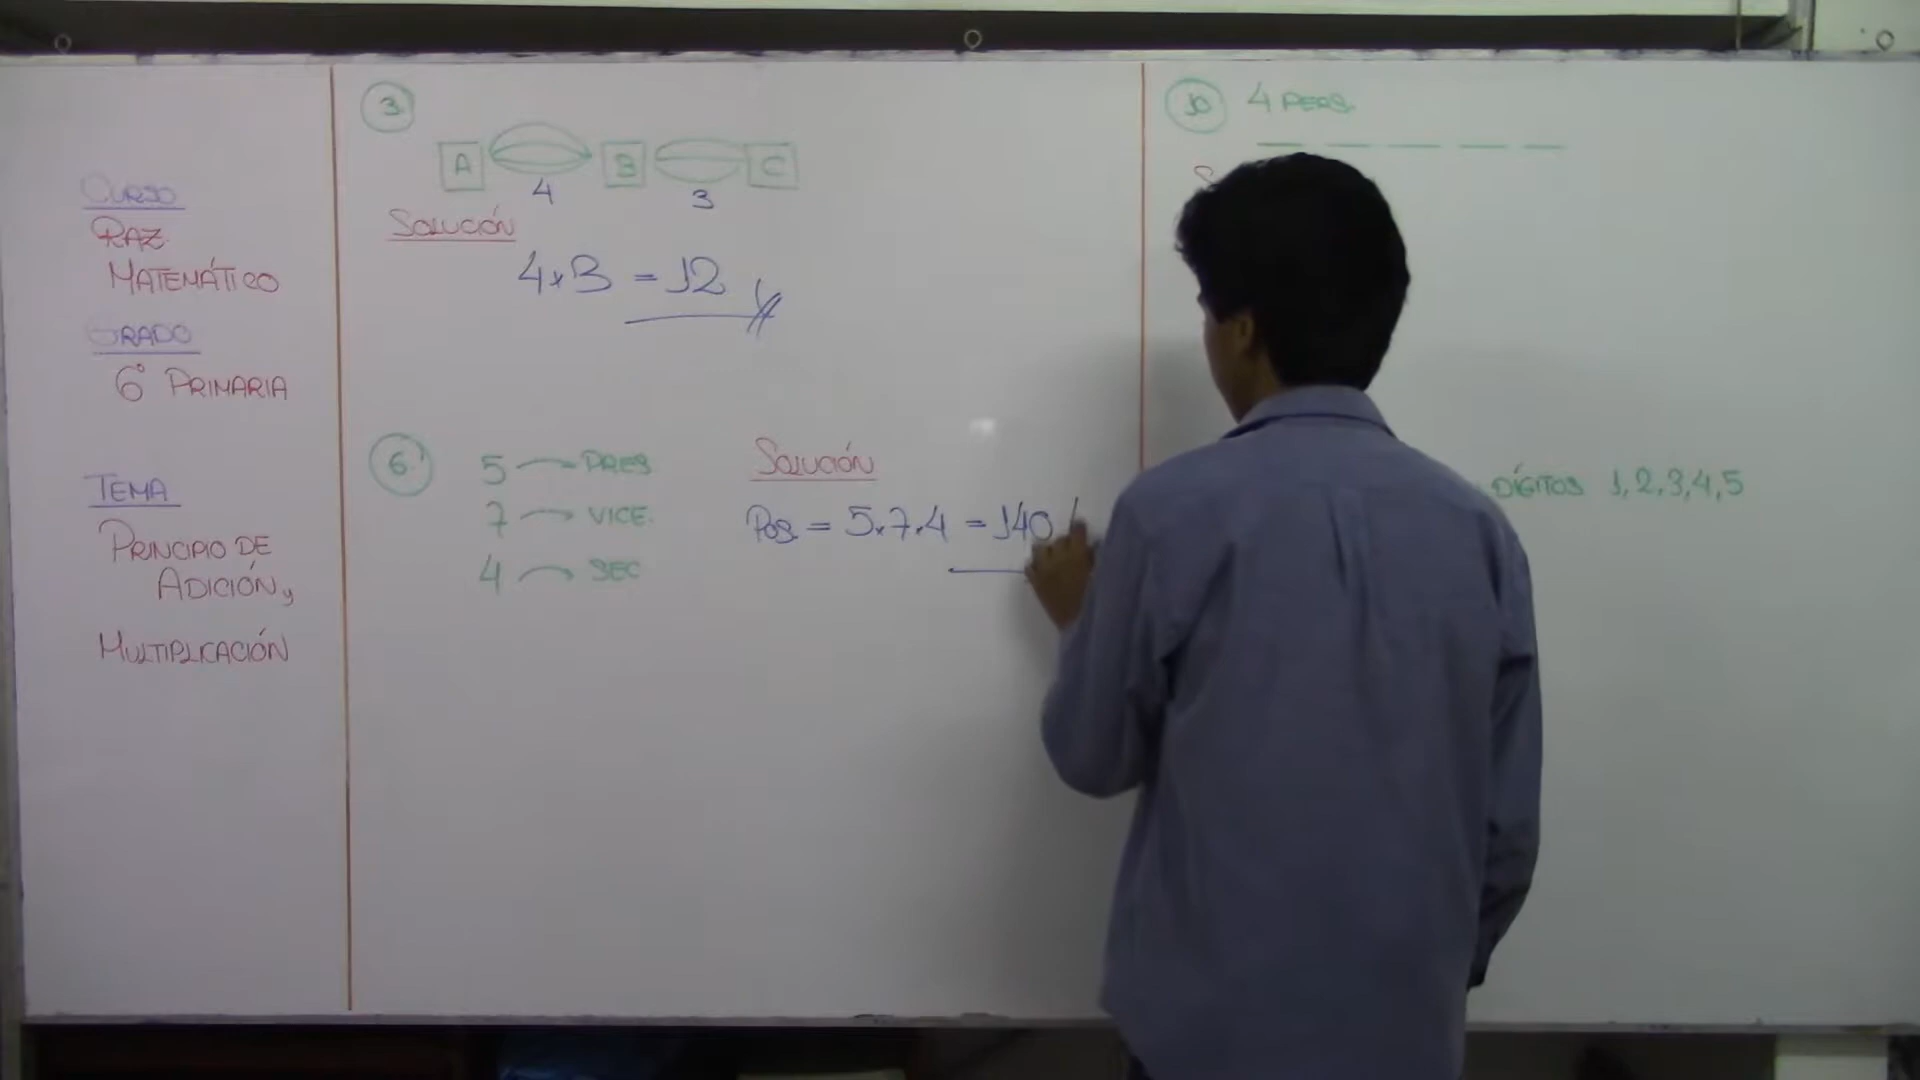 CURSO
RAZ.
MATEMÁTICO
GRADO
6° PRIMARIA
TEMA
PRINCIPIO DE
ADICIÓN y
MULTIPLICACIÓN
3
A B C
4 3
SOLUCIÓN
4x3 = 12
6
5 PRES
7 VICE.
4 SEC
SOLUCIÓN
Pos. = 5.7.4 = 140
10 4 PERS.
DÍGITOS 1,2,3,4,5